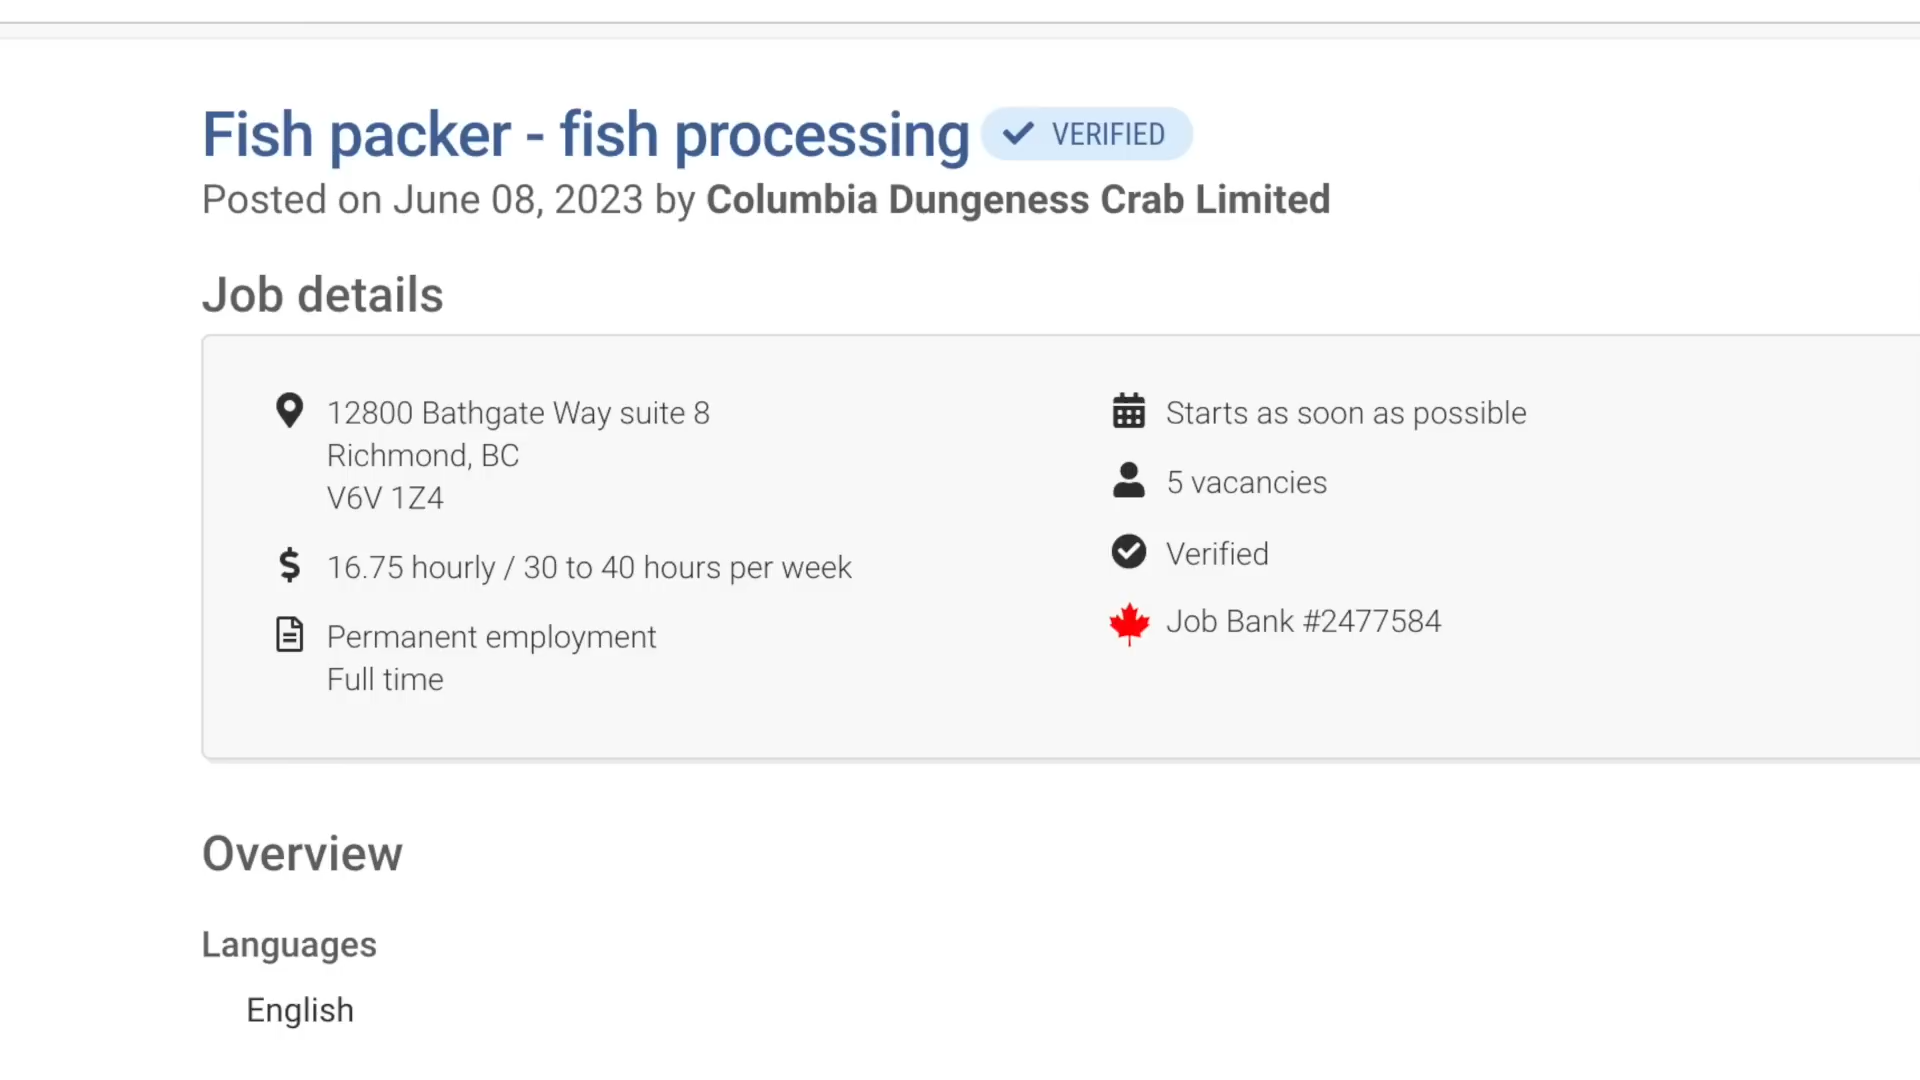 Fish packer - fish processing VERIFIED
Posted on June 08, 2023 by Columbia Dungeness Crab Limited
Job details
12800 Bathgate Way suite 8
Richmond, BC
V6V 1Z4
16.75 hourly / 30 to 40 hours per week
Permanent employment
Full time
Starts as soon as possible
5 vacancies
Verified
Job Bank #2477584
Overview
Languages
English